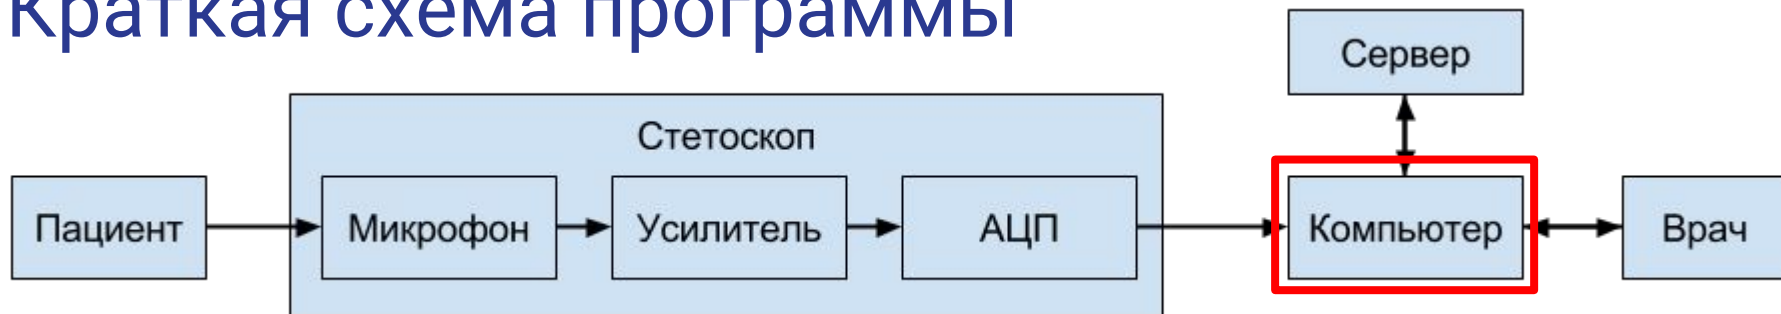 Краткая схема программы
Сервер
Стетоскоп
Пациент
Микрофон
Усилитель
АЦП
Компьютер
Врач